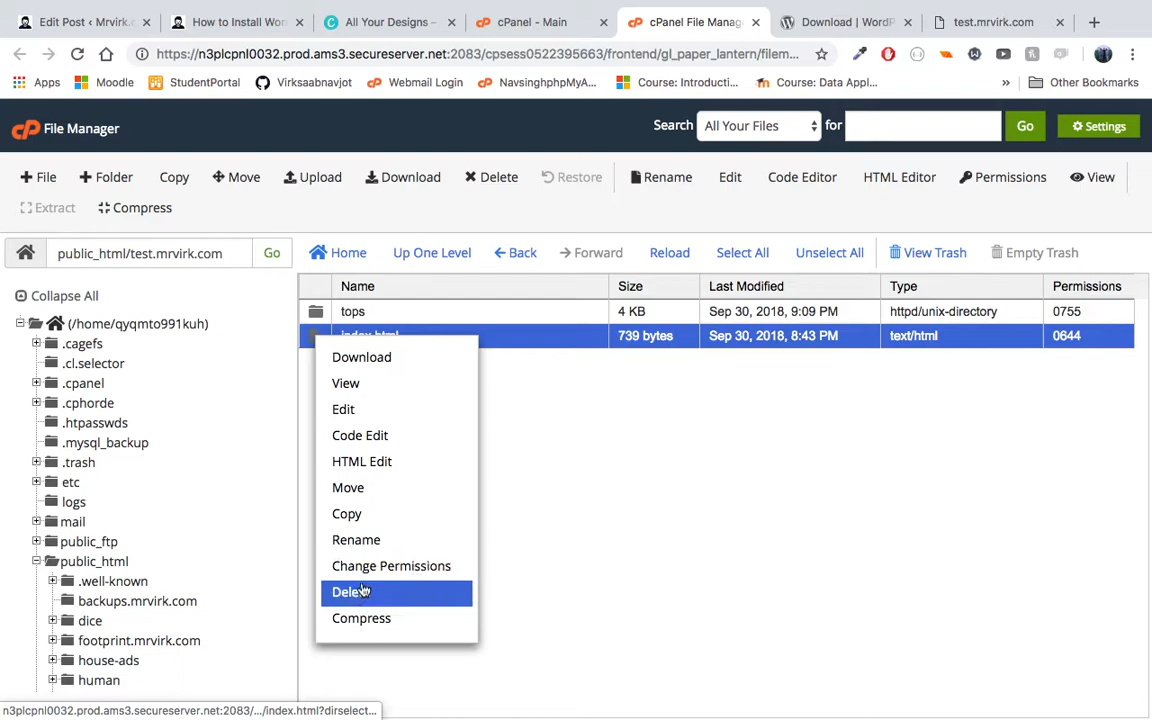 Edit Post ‹ Mrvirk.c
How to Install Wor
All Your Designs –
cPanel - Main
cPanel File Manage
Download | WordP
test.mrvirk.com
https://n3plcpnl0032.prod.ams3.secureserver.net:2083/cpsess0522395663/frontend/gl_paper_lantern/filem...
Apps
Moodle
StudentPortal
Virksaabnavjot
Webmail Login
NavsinghphpMyA...
Course: Introducti...
Course: Data Appl...
»
Other Bookmarks
cP File Manager
Search
All Your Files
for
Go
Settings
File
Folder
Copy
Move
Upload
Download
Delete
Restore
Rename
Edit
Code Editor
HTML Editor
Permissions
View
Extract
Compress
public_html/test.mrvirk.com
Go
Home
Up One Level
Back
Forward
Reload
Select All
Unselect All
View Trash
Empty Trash
Collapse All
(/home/qyqmto991kuh)
.cagefs
.cl.selector
.cpanel
.cphorde
.htpasswds
.mysql_backup
.trash
etc
logs
mail
public_ftp
public_html
.well-known
backups.mrvirk.com
dice
footprint.mrvirk.com
house-ads
human
Name Size Last Modified Type Permissions
tops 4 KB Sep 30, 2018, 9:09 PM httpd/unix-directory 0755
index.html 739 bytes Sep 30, 2018, 8:43 PM text/html 0644
Download
View
Edit
Code Edit
HTML Edit
Move
Copy
Rename
Change Permissions
Delete
Compress
n3plcpnl0032.prod.ams3.secureserver.net:2083/.../index.html?dirselect...